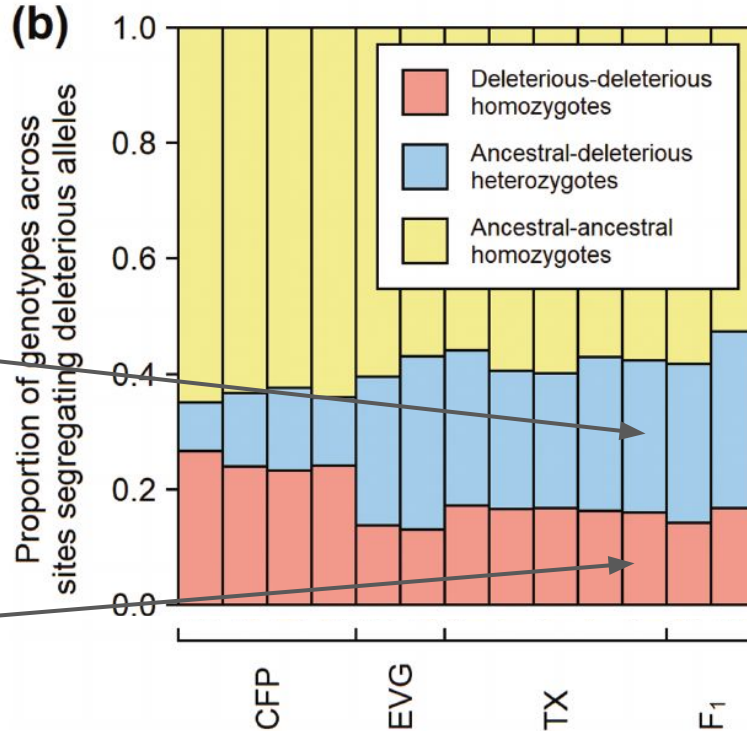 (b)
Proportion of genotypes across
sites segregating deleterious alleles
1.0
0.8
0.6
0.4
0.2
0.0
Deleterious-deleterious
homozygotes
Ancestral-deleterious
heterozygotes
Ancestral-ancestral
homozygotes
CFP
EVG
TX
F₁